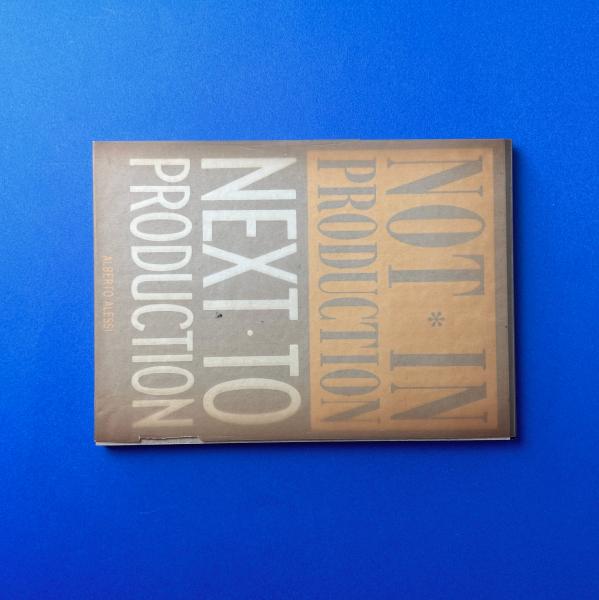 NOT * IN
PRODUCTION
NEXT · TO
PRODUCTION
ALBERTO ALESSI